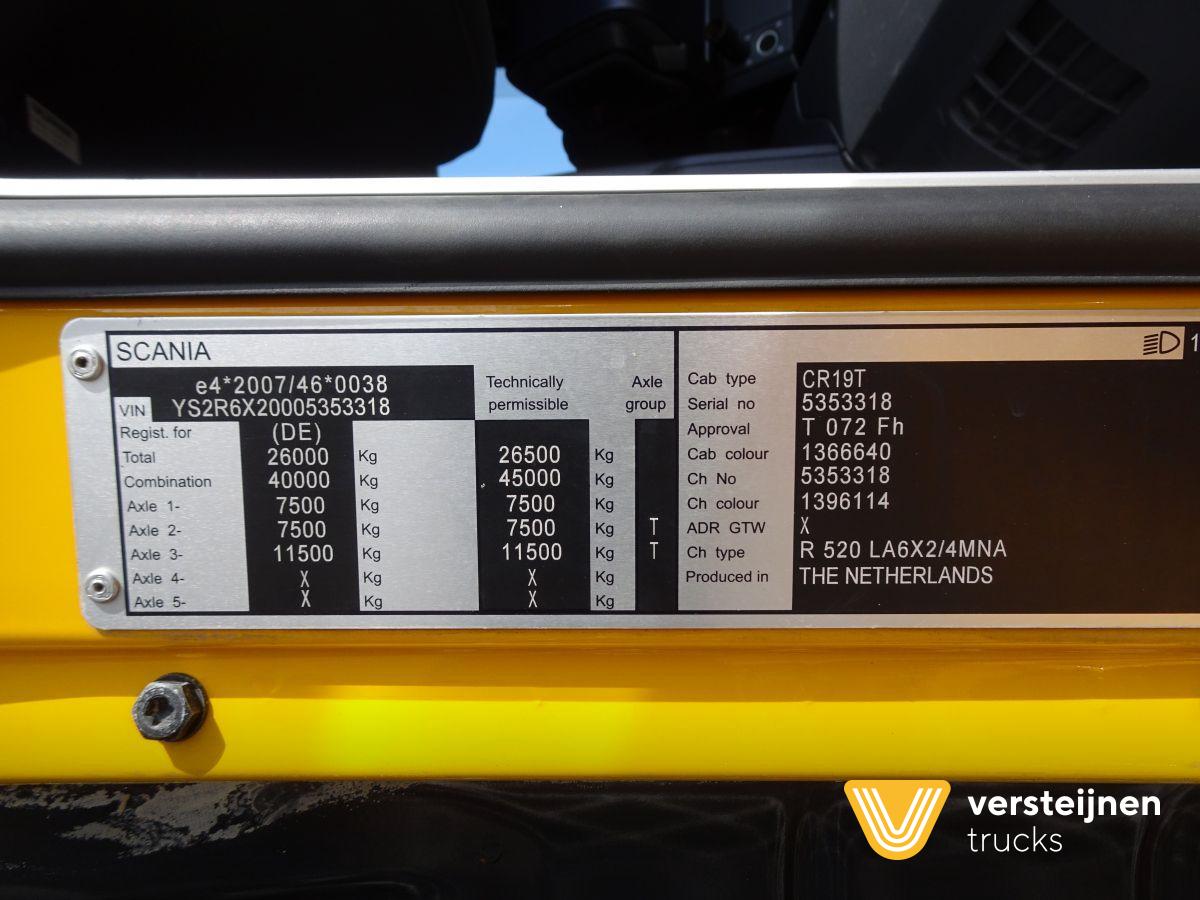 SCANIA
e4*2007/46*0038
VIN YS2R6X20005353318
Technically permissible
Axle group
Regist. for (DE)
Total 26000 Kg 26500 Kg
Combination 40000 Kg 45000 Kg
Axle 1- 7500 Kg 7500 Kg
Axle 2- 7500 Kg 7500 Kg T
Axle 3- 11500 Kg 11500 Kg T
Axle 4- X Kg X Kg
Axle 5- X Kg X Kg
1
Cab type CR19T
Serial no 5353318
Approval T 072 Fh
Cab colour 1366640
Ch No 5353318
Ch colour 1396114
ADR GTW X
Ch type R 520 LA6X2/4MNA
Produced in THE NETHERLANDS
versteijnen
trucks